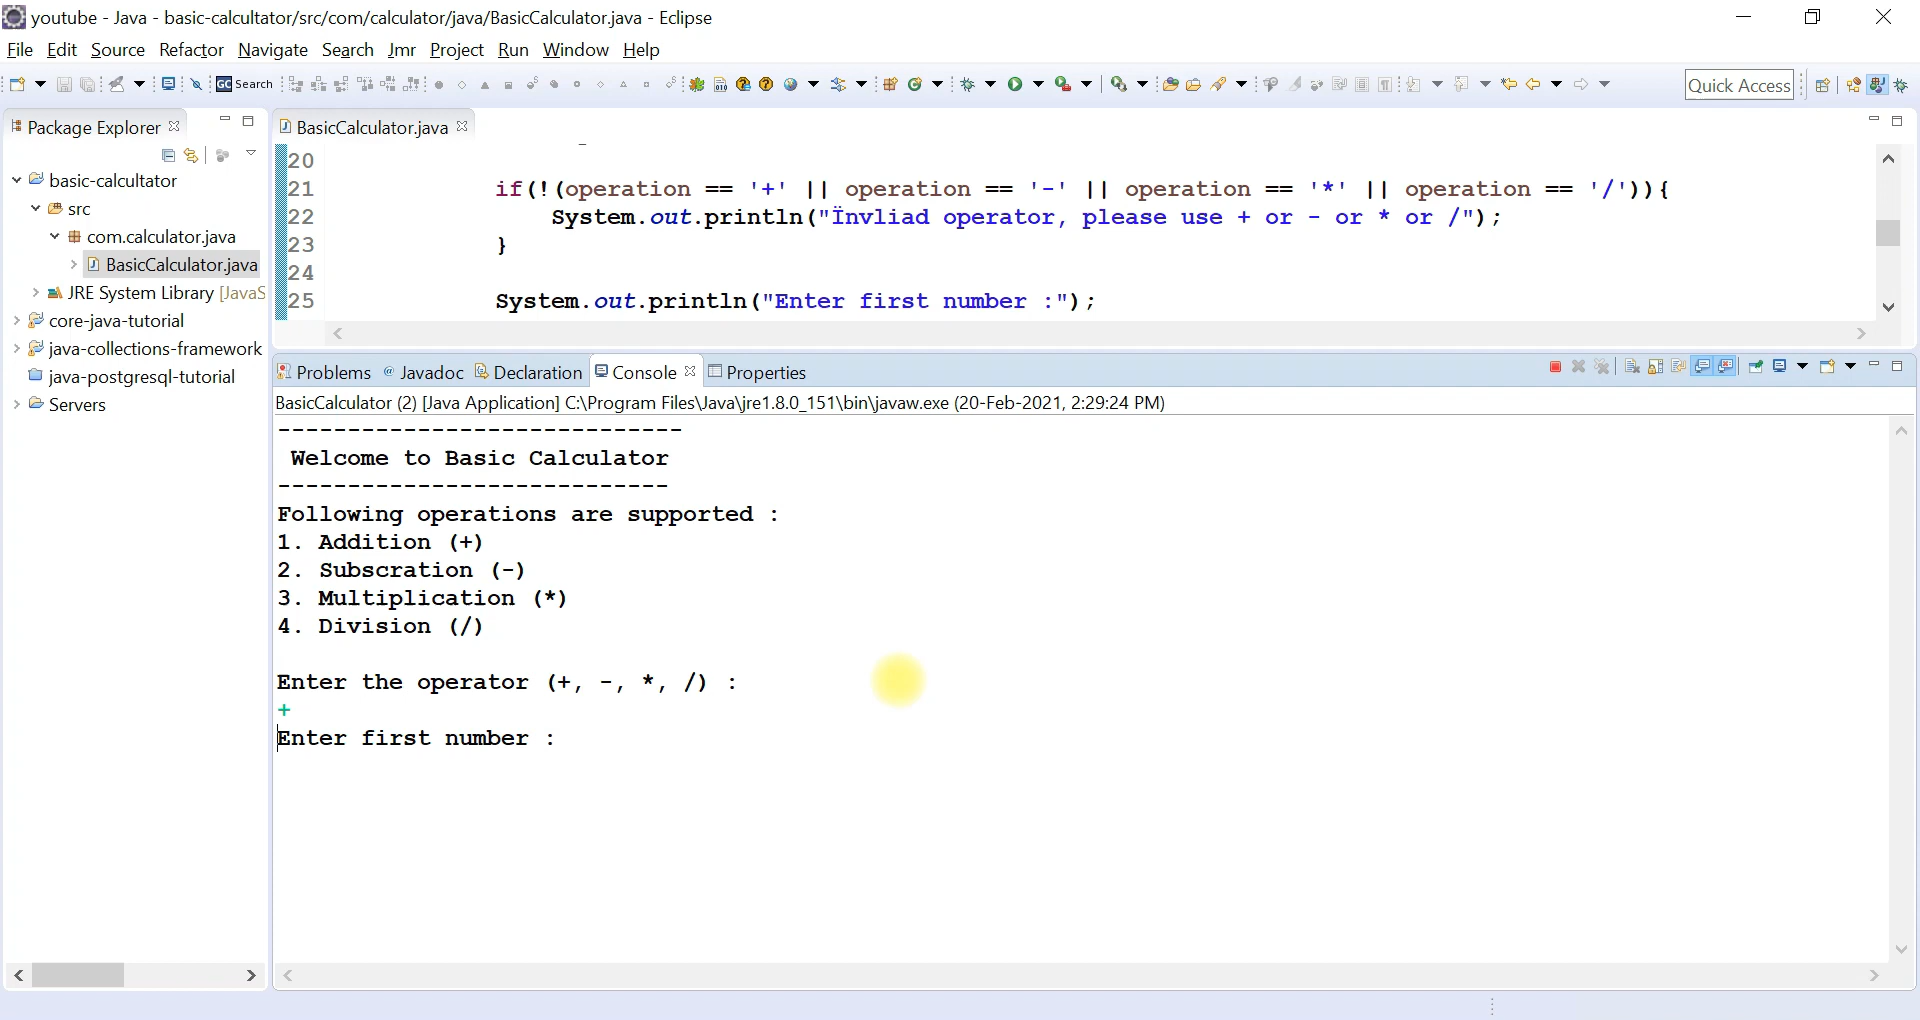 youtube - Java - basic-calcultator/src/com/calculator/java/BasicCalculator.java - Eclipse
File Edit Source Refactor Navigate Search Jmr Project Run Window Help
GC Search
Quick Access
Package Explorer
BasicCalculator.java
basic-calcultator
src
com.calculator.java
BasicCalculator.java
JRE System Library [JavaS
core-java-tutorial
java-collections-framework
java-postgresql-tutorial
Servers
20
21 if(!(operation == '+' || operation == '-' || operation == '*' || operation == '/')){
22 System.out.println("Ïnvliad operator, please use + or - or * or /");
23 }
24
25 System.out.println("Enter first number :");
Problems @ Javadoc Declaration Console Properties
BasicCalculator (2) [Java Application] C:\Program Files\Java\jre1.8.0_151\bin\javaw.exe (20-Feb-2021, 2:29:24 PM)
-----------------------------
Welcome to Basic Calculator
----------------------------
Following operations are supported :
1. Addition (+)
2. Subscration (-)
3. Multiplication (*)
4. Division (/)
Enter the operator (+, -, *, /) :
+
Enter first number :